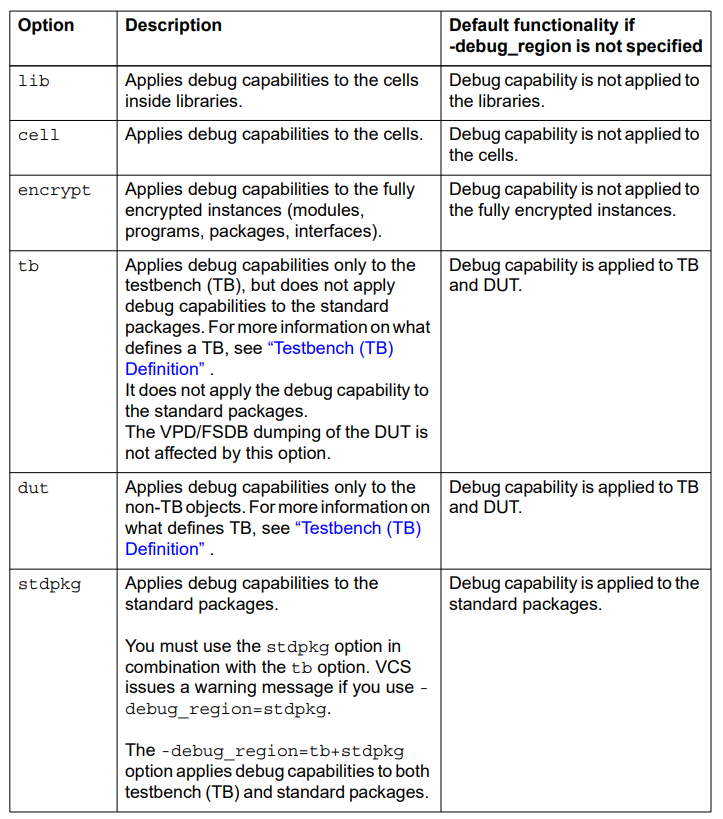 Option
Description
Default functionality if
-debug_region is not specified
lib
Applies debug capabilities to the cells
inside libraries.
Debug capability is not applied to
the libraries.
cell
Applies debug capabilities to the cells.
Debug capability is not applied to
the cells.
encrypt
Applies debug capabilities to the fully
encrypted instances (modules,
programs, packages, interfaces).
Debug capability is not applied to
the fully encrypted instances.
tb
Applies debug capabilities only to the
testbench (TB), but does not apply
debug capabilities to the standard
packages. For more information on what
defines a TB, see “Testbench (TB)
Definition” .
It does not apply the debug capability to
the standard packages.
The VPD/FSDB dumping of the DUT is
not affected by this option.
Debug capability is applied to TB
and DUT.
dut
Applies debug capabilities only to the
non-TB objects. For more information on
what defines TB, see “Testbench (TB)
Definition” .
Debug capability is applied to TB
and DUT.
stdpkg
Applies debug capabilities to the
standard packages.
You must use the stdpkg option in
combination with the tb option. VCS
issues a warning message if you use -
debug_region=stdpkg.
The -debug_region=tb+stdpkg
option applies debug capabilities to both
testbench (TB) and standard packages.
Debug capability is applied to the
standard packages.